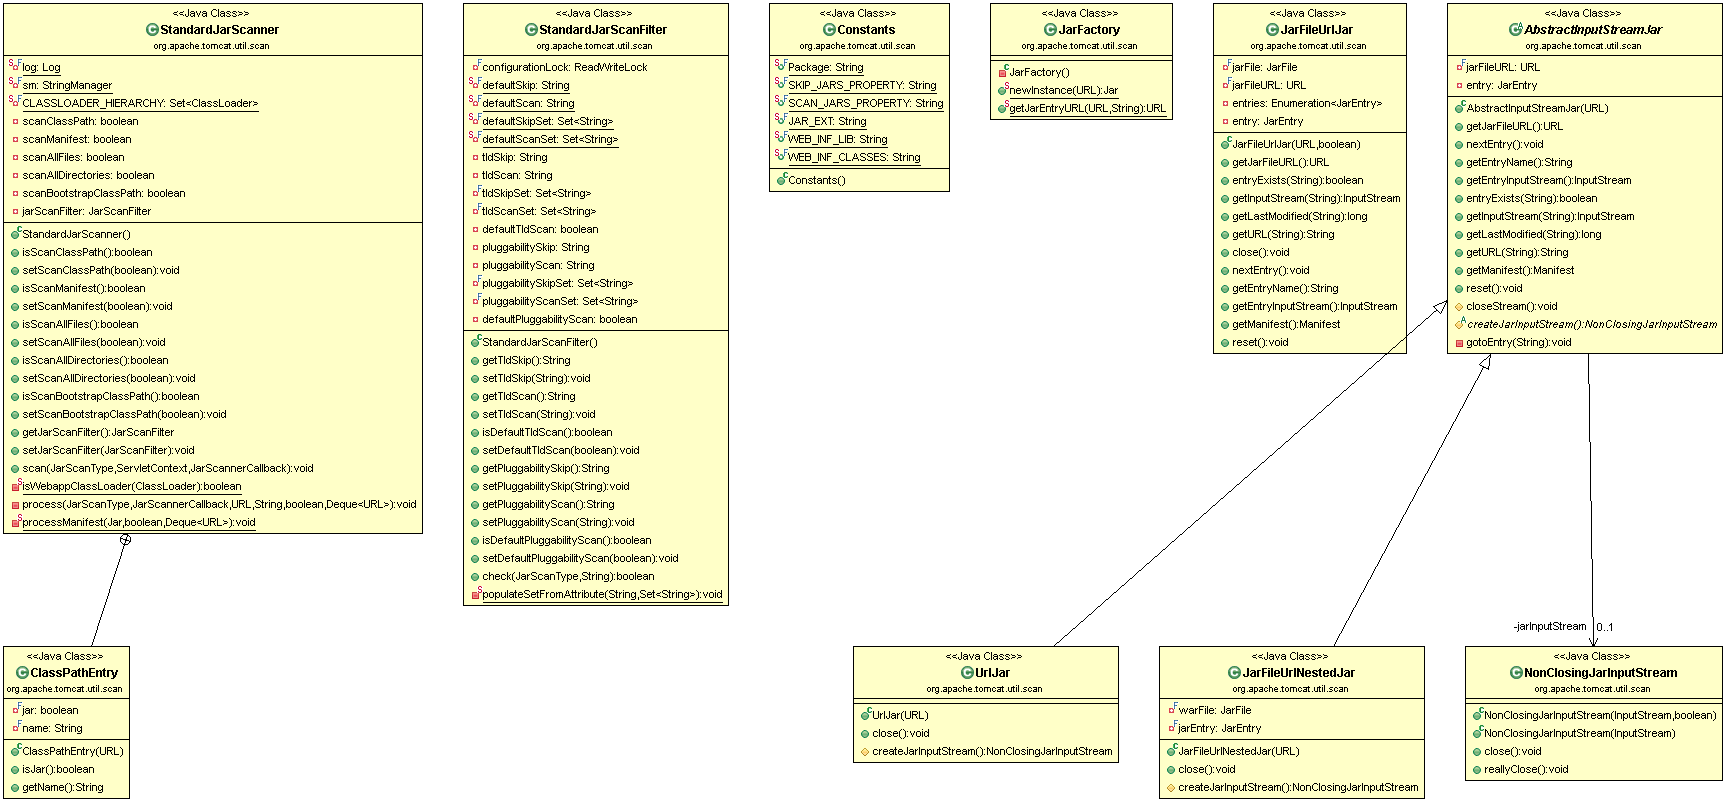 <<Java Class>>
StandardJarScanner
org.apache.tomcat.util.scan
log: Log
sm: StringManager
CLASSLOADER_HIERARCHY: Set<ClassLoader>
scanClassPath: boolean
scanManifest: boolean
scanAllFiles: boolean
scanAllDirectories: boolean
scanBootstrapClassPath: boolean
jarScanFilter: JarScanFilter
StandardJarScanner()
isScanClassPath():boolean
setScanClassPath(boolean):void
isScanManifest():boolean
setScanManifest(boolean):void
isScanAllFiles():boolean
setScanAllFiles(boolean):void
isScanAllDirectories():boolean
setScanAllDirectories(boolean):void
isScanBootstrapClassPath():boolean
setScanBootstrapClassPath(boolean):void
getJarScanFilter():JarScanFilter
setJarScanFilter(JarScanFilter):void
scan(JarScanType,ServletContext,JarScannerCallback):void
isWebappClassLoader(ClassLoader):boolean
process(JarScanType,JarScannerCallback,URL,String,boolean,Deque<URL>):void
processManifest(Jar,boolean,Deque<URL>):void
<<Java Class>>
StandardJarScanFilter
org.apache.tomcat.util.scan
configurationLock: ReadWriteLock
defaultSkip: String
defaultScan: String
defaultSkipSet: Set<String>
defaultScanSet: Set<String>
tldSkip: String
tldScan: String
tldSkipSet: Set<String>
tldScanSet: Set<String>
defaultTldScan: boolean
pluggabilitySkip: String
pluggabilityScan: String
pluggabilitySkipSet: Set<String>
pluggabilityScanSet: Set<String>
defaultPluggabilityScan: boolean
StandardJarScanFilter()
getTldSkip():String
setTldSkip(String):void
getTldScan():String
setTldScan(String):void
isDefaultTldScan():boolean
setDefaultTldScan(boolean):void
getPluggabilitySkip():String
setPluggabilitySkip(String):void
getPluggabilityScan():String
setPluggabilityScan(String):void
isDefaultPluggabilityScan():boolean
setDefaultPluggabilityScan(boolean):void
check(JarScanType,String):boolean
populateSetFromAttribute(String,Set<String>):void
<<Java Class>>
Constants
org.apache.tomcat.util.scan
Package: String
SKIP_JARS_PROPERTY: String
SCAN_JARS_PROPERTY: String
JAR_EXT: String
WEB_INF_LIB: String
WEB_INF_CLASSES: String
Constants()
<<Java Class>>
JarFactory
org.apache.tomcat.util.scan
JarFactory()
newInstance(URL):Jar
getJarEntryURL(URL,String):URL
<<Java Class>>
JarFileUrlJar
org.apache.tomcat.util.scan
jarFile: JarFile
jarFileURL: URL
entries: Enumeration<JarEntry>
entry: JarEntry
JarFileUrlJar(URL,boolean)
getJarFileURL():URL
entryExists(String):boolean
getInputStream(String):InputStream
getLastModified(String):long
getURL(String):String
close():void
nextEntry():void
getEntryName():String
getEntryInputStream():InputStream
getManifest():Manifest
reset():void
<<Java Class>>
AbstractInputStreamJar
org.apache.tomcat.util.scan
jarFileURL: URL
entry: JarEntry
AbstractInputStreamJar(URL)
getJarFileURL():URL
nextEntry():void
getEntryName():String
getEntryInputStream():InputStream
entryExists(String):boolean
getInputStream(String):InputStream
getLastModified(String):long
getURL(String):String
getManifest():Manifest
reset():void
closeStream():void
createJarInputStream():NonClosingJarInputStream
gotoEntry(String):void
-jarInputStream 0..1
<<Java Class>>
ClassPathEntry
org.apache.tomcat.util.scan
jar: boolean
name: String
ClassPathEntry(URL)
isJar():boolean
getName():String
<<Java Class>>
UrlJar
org.apache.tomcat.util.scan
UrlJar(URL)
close():void
createJarInputStream():NonClosingJarInputStream
<<Java Class>>
JarFileUrlNestedJar
org.apache.tomcat.util.scan
warFile: JarFile
jarEntry: JarEntry
JarFileUrlNestedJar(URL)
close():void
createJarInputStream():NonClosingJarInputStream
<<Java Class>>
NonClosingJarInputStream
org.apache.tomcat.util.scan
NonClosingJarInputStream(InputStream,boolean)
NonClosingJarInputStream(InputStream)
close():void
reallyClose():void